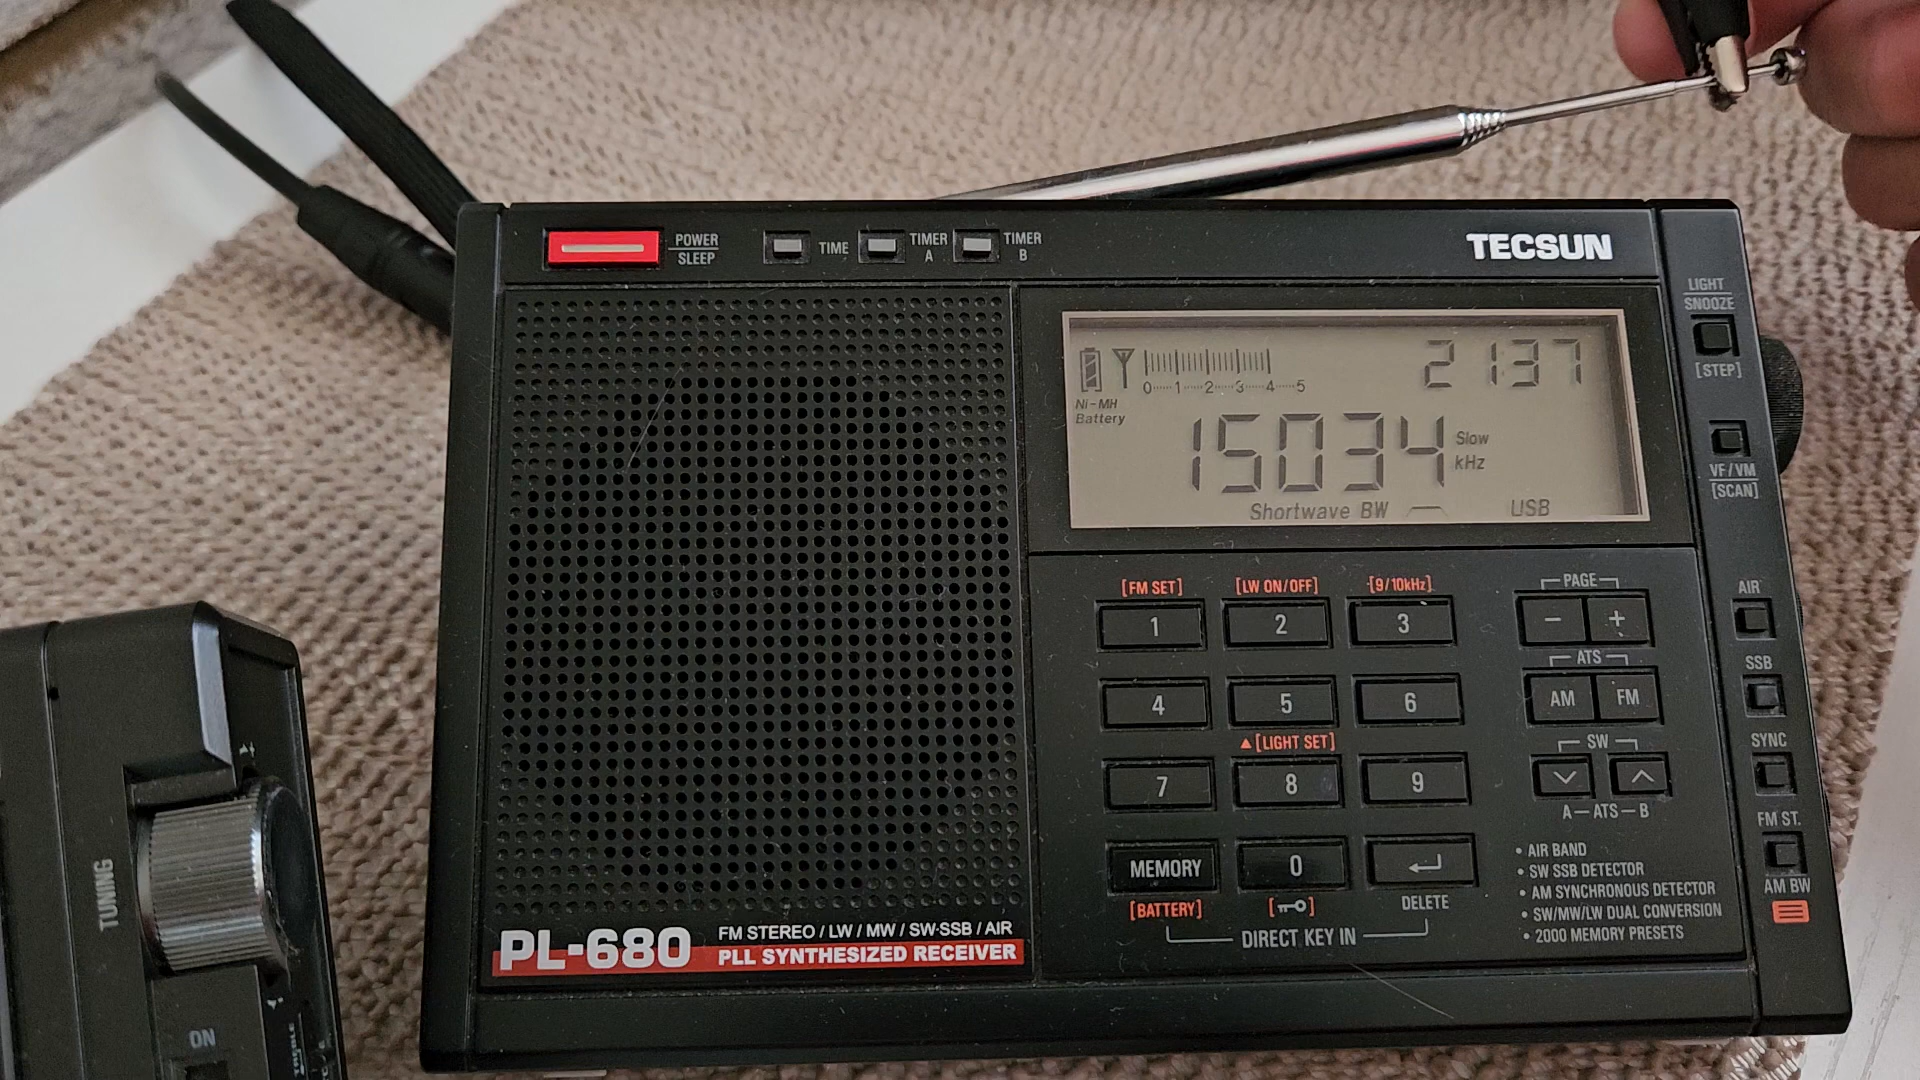 POWER
SLEEP
TIME
TIMER A
TIMER B
TECSUN
LIGHT
SNOOZE
[STEP]
2137
0 1 2 3 4 5
Ni-MH
Battery
15034
Slow
kHz
Shortwave BW
USB
VF/VM
[SCAN]
[FM SET]
[LW ON/OFF]
[9/10kHz]
PAGE
AIR
1
2
3
−
+
ATS
SSB
4
5
6
AM
FM
▲[LIGHT SET]
SW
SYNC
7
8
9
A—ATS—B
FM ST.
MEMORY
0
AM BW
[BATTERY]
DELETE
DIRECT KEY IN
• AIR BAND
• SW SSB DETECTOR
• AM SYNCHRONOUS DETECTOR
• SW/MW/LW DUAL CONVERSION
• 2000 MEMORY PRESETS
PL-680
FM STEREO / LW / MW / SW-SSB / AIR
PLL SYNTHESIZED RECEIVER
TUNING
ON
TREBLE